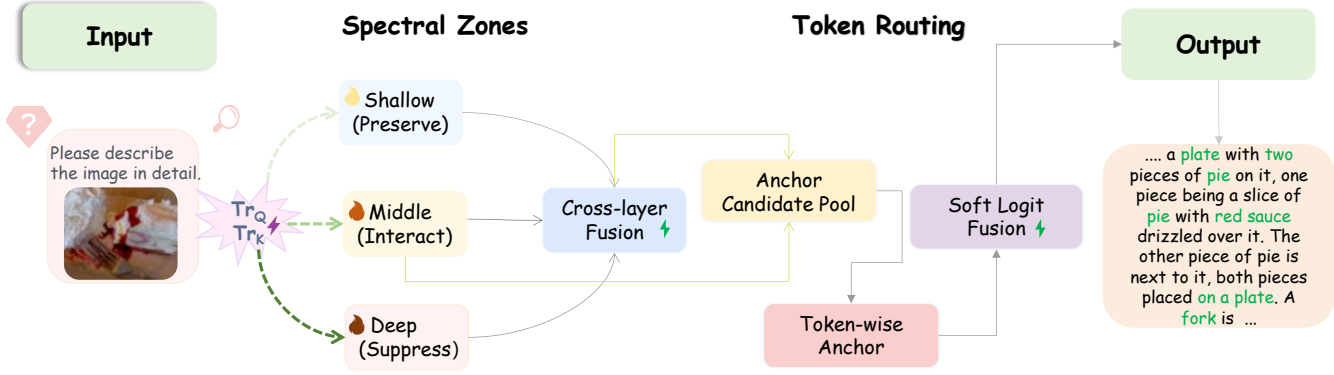 Input
Spectral Zones
Token Routing
Output
?
Please describe
the image in detail.
Tr_Q
Tr_K
Shallow
(Preserve)
Middle
(Interact)
Deep
(Suppress)
Cross-layer
Fusion
Anchor
Candidate Pool
Token-wise
Anchor
Soft Logit
Fusion
.... a plate with two
pieces of pie on it, one
piece being a slice of
pie with red sauce
drizzled over it. The
other piece of pie is
next to it, both pieces
placed on a plate. A
fork is ...